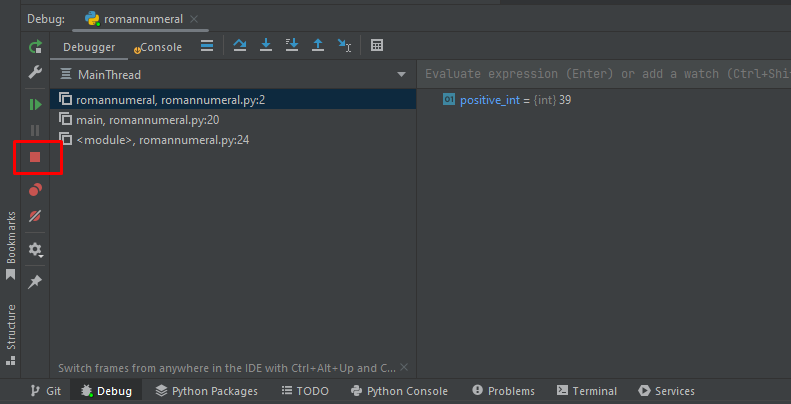 Debug: romannumeral
Debugger Console
MainThread
Evaluate expression (Enter) or add a watch (Ctrl+Shi
romannumeral, romannumeral.py:2
positive_int = {int} 39
main, romannumeral.py:20
<module>, romannumeral.py:24
Bookmarks
Structure
Switch frames from anywhere in the IDE with Ctrl+Alt+Up and C...
Git Debug Python Packages TODO Python Console Problems Terminal Services